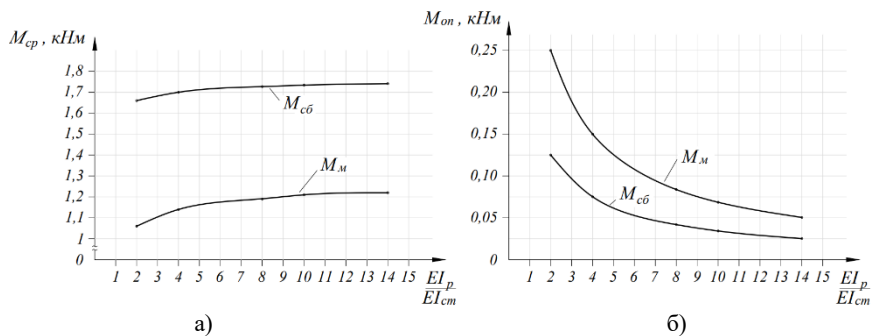 M_ср , кНм
1,8
1,7
1,6
1,5
1,4
1,3
1,2
1,1
1
0
M_сб
M_м
1 2 3 4 5 6 7 8 9 10 11 12 13 14 15
EI_р
EI_ст
а)
M_оп , кНм
0,25
0,20
0,15
0,10
0,05
0
M_м
M_сб
1 2 3 4 5 6 7 8 9 10 11 12 13 14 15
EI_р
EI_ст
б)